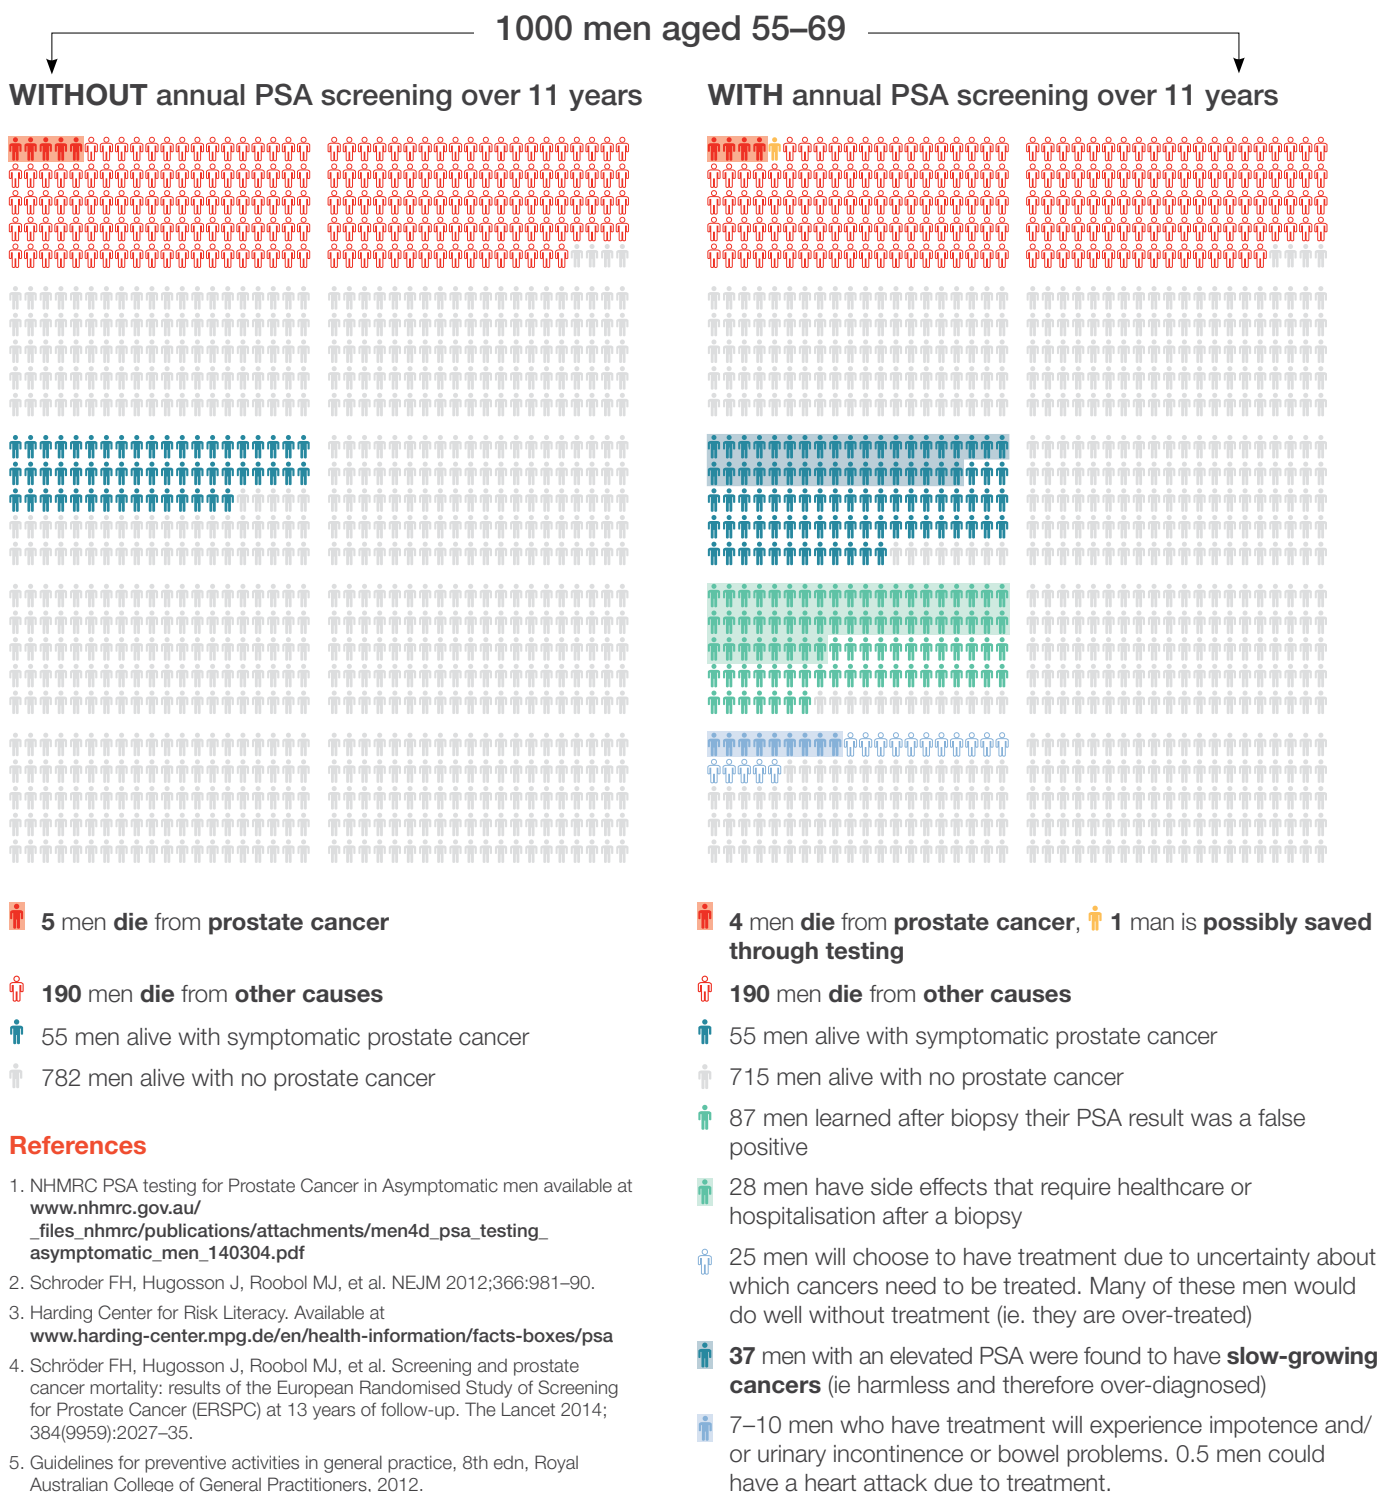 1000 men aged 55–69
WITHOUT annual PSA screening over 11 years
5 men die from prostate cancer
190 men die from other causes
55 men alive with symptomatic prostate cancer
782 men alive with no prostate cancer
References
1. NHMRC PSA testing for Prostate Cancer in Asymptomatic men available at
www.nhmrc.gov.au/
_files_nhmrc/publications/attachments/men4d_psa_testing_
asymptomatic_men_140304.pdf
2. Schroder FH, Hugosson J, Roobol MJ, et al. NEJM 2012;366:981–90.
3. Harding Center for Risk Literacy. Available at
www.harding-center.mpg.de/en/health-information/facts-boxes/psa
4. Schröder FH, Hugosson J, Roobol MJ, et al. Screening and prostate
cancer mortality: results of the European Randomised Study of Screening
for Prostate Cancer (ERSPC) at 13 years of follow-up. The Lancet 2014;
384(9959):2027–35.
5. Guidelines for preventive activities in general practice, 8th edn, Royal
Australian College of General Practitioners, 2012.
WITH annual PSA screening over 11 years
4 men die from prostate cancer, 1 man is possibly saved
through testing
190 men die from other causes
55 men alive with symptomatic prostate cancer
715 men alive with no prostate cancer
87 men learned after biopsy their PSA result was a false
positive
28 men have side effects that require healthcare or
hospitalisation after a biopsy
25 men will choose to have treatment due to uncertainty about
which cancers need to be treated. Many of these men would
do well without treatment (ie. they are over-treated)
37 men with an elevated PSA were found to have slow-growing
cancers (ie harmless and therefore over-diagnosed)
7–10 men who have treatment will experience impotence and/
or urinary incontinence or bowel problems. 0.5 men could
have a heart attack due to treatment.